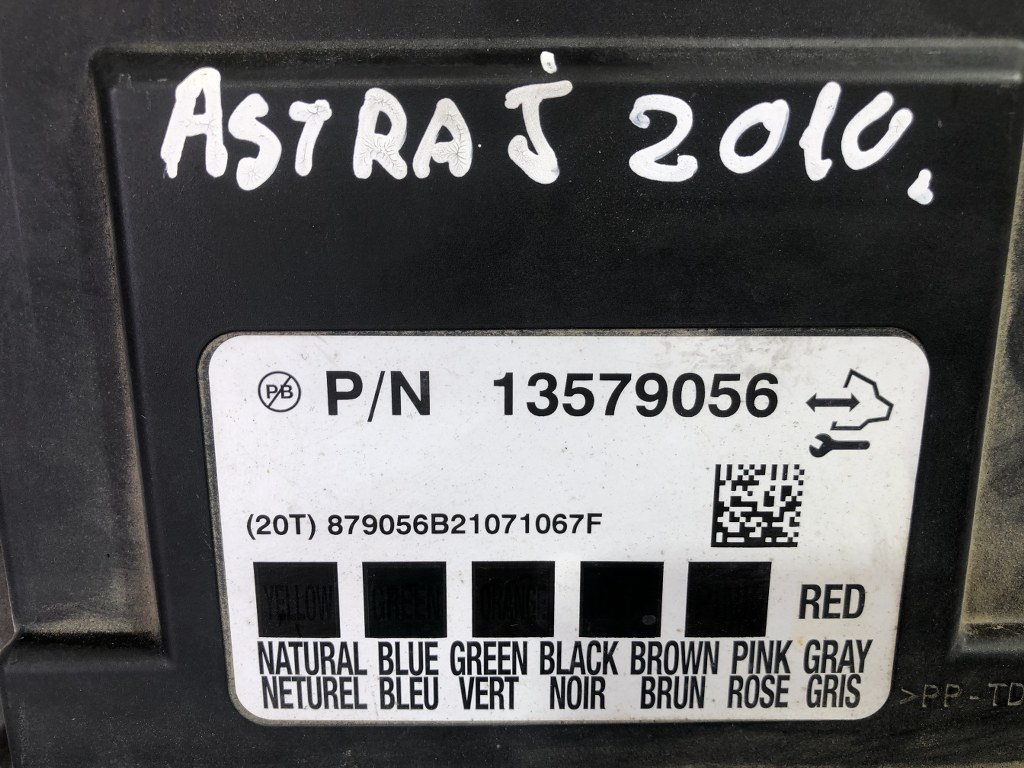 ASTRA J 2010.
PB P/N 13579056
(20T) 879056B21071067F
YELLOW GREEN ORANGE RED
NATURAL BLUE GREEN BLACK BROWN PINK GRAY
NETUREL BLEU VERT NOIR BRUN ROSE GRIS
>PP-TD